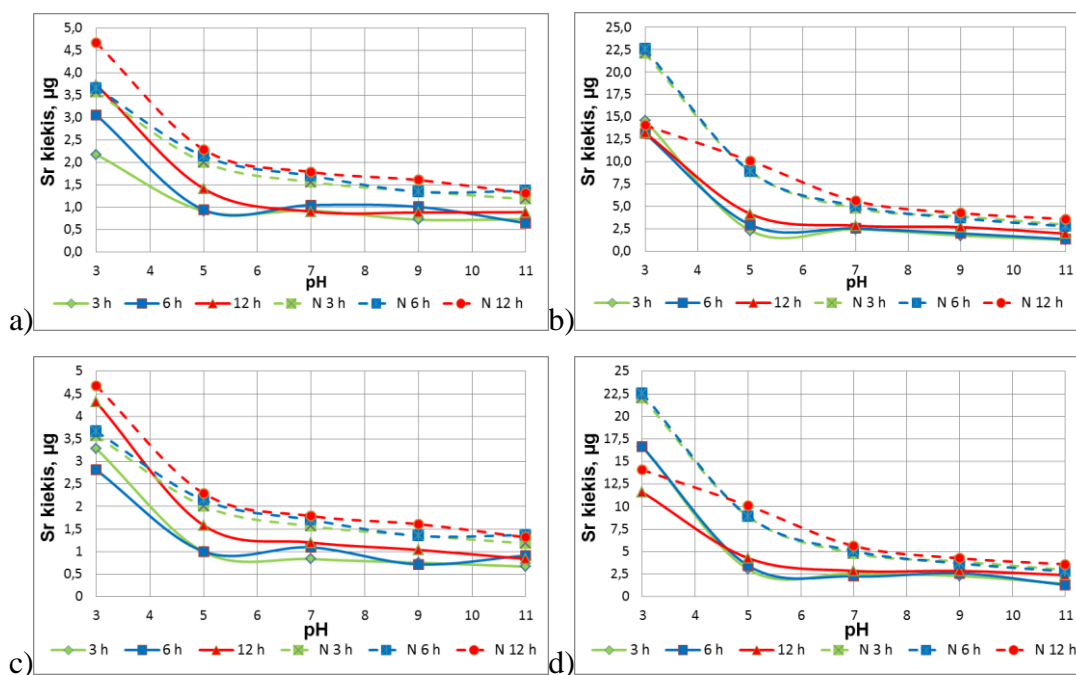 5,0
4,5
4,0
3,5
3,0
2,5
2,0
1,5
1,0
0,5
0,0
Sr kiekis, µg
3 4 5 6 7 8 9 10 11
pH
3 h 6 h 12 h N 3 h N 6 h N 12 h
a)
25,0
22,5
20,0
17,5
15,0
12,5
10,0
7,5
5,0
2,5
0,0
Sr kiekis, µg
3 4 5 6 7 8 9 10 11
pH
3 h 6 h 12 h N 3 h N 6 h N 12 h
b)
5
4,5
4
3,5
3
2,5
2
1,5
1
0,5
0
Sr kiekis, µg
3 4 5 6 7 8 9 10 11
pH
3 h 6 h 12 h N 3 h N 6 h N 12 h
c)
25
22,5
20
17,5
15
12,5
10
7,5
5
2,5
0
Sr kiekis, µg
3 4 5 6 7 8 9 10 11
pH
3 h 6 h 12 h N 3 h N 6 h N 12 h
d)